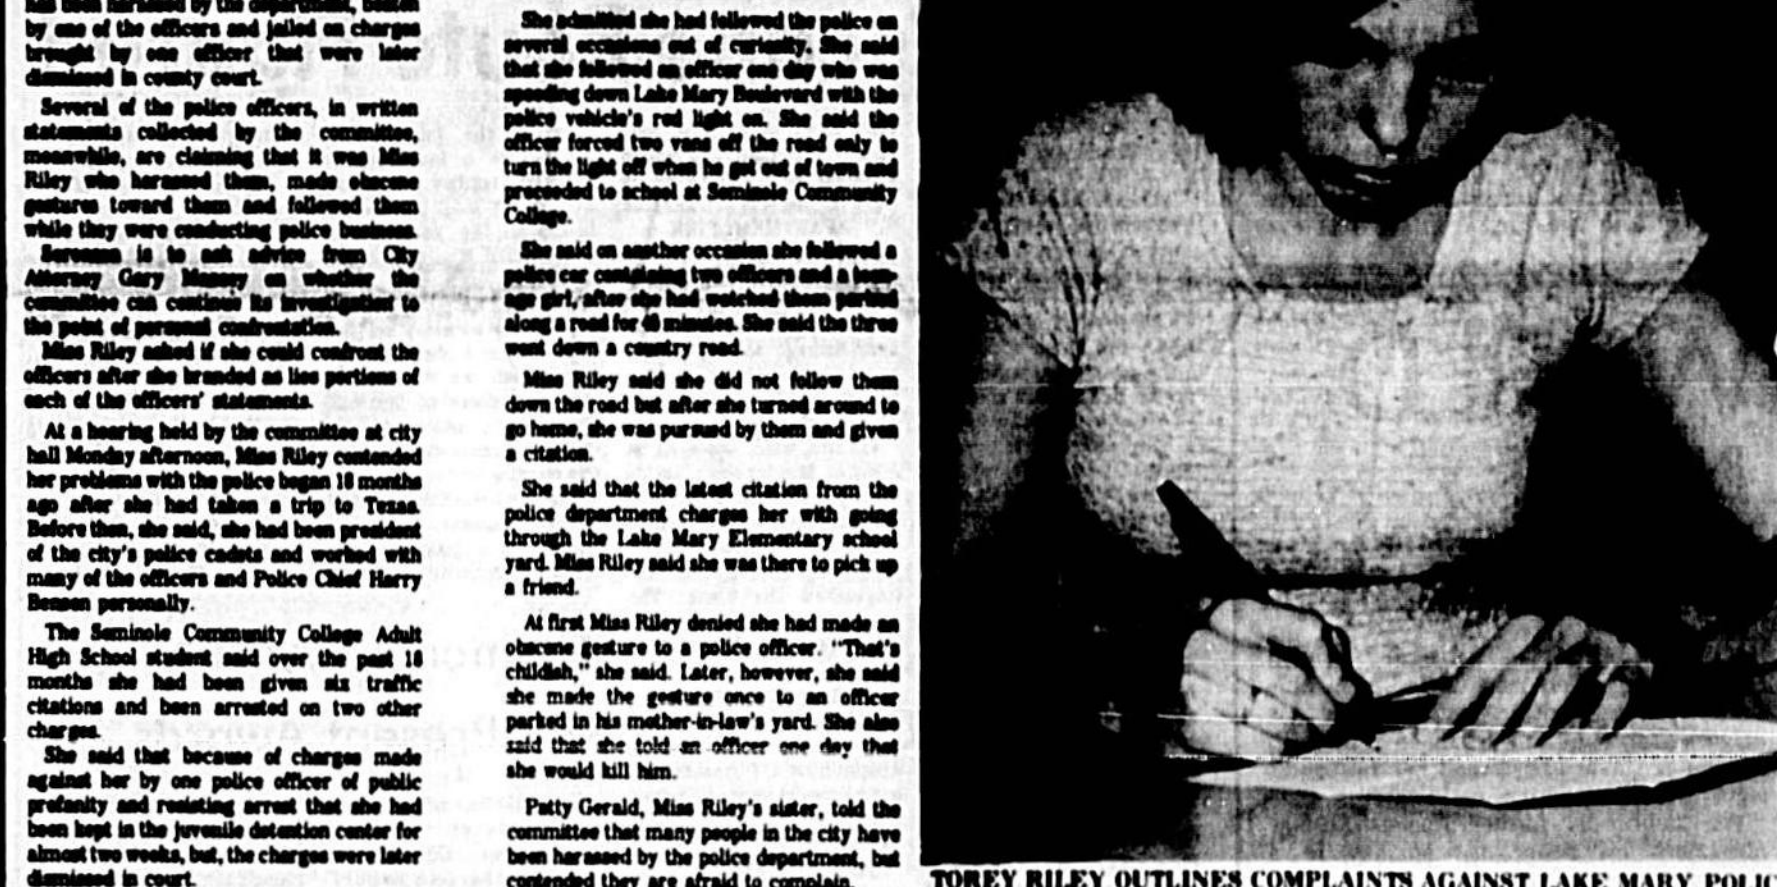 has been harassed by the department, beaten
by one of the officers and jailed on charges
brought by one officer that were later
dismissed in county court.
Several of the police officers, in written
statements collected by the committee,
meanwhile, are claiming that it was Miss
Riley who harassed them, made obscene
gestures toward them and followed them
while they were conducting police business.
Sorenson is to ask advice from City
Attorney Gary Massey on whether the
committee can continue its investigation to
the point of personal confrontation.
Miss Riley asked if she could confront the
officers after she branded as lies portions of
each of the officers' statements.
At a hearing held by the committee at city
hall Monday afternoon, Miss Riley contended
her problems with the police began 18 months
ago after she had taken a trip to Texas.
Before then, she said, she had been president
of the city's police cadets and worked with
many of the officers and Police Chief Harry
Benson personally.
The Seminole Community College Adult
High School student said over the past 18
months she had been given six traffic
citations and been arrested on two other
charges.
She said that because of charges made
against her by one police officer of public
profanity and resisting arrest that she had
been kept in the juvenile detention center for
almost two weeks, but, the charges were later
dismissed in court.
She admitted she had followed the police on
several occasions out of curiosity. She said
that she followed an officer one day who was
speeding down Lake Mary Boulevard with the
police vehicle's red light on. She said the
officer forced two vans off the road only to
turn the light off when he got out of town and
proceeded to school at Seminole Community
College.
She said on another occasion she followed a
police car containing two officers and a teen-
age girl, after she had watched them parked
along a road for minutes. She said the three
went down a country road.
Miss Riley said she did not follow them
down the road but after she turned around to
go home, she was pursued by them and given
a citation.
She said that the latest citation from the
police department charges her with going
through the Lake Mary Elementary school
yard. Miss Riley said she was there to pick up
a friend.
At first Miss Riley denied she had made an
obscene gesture to a police officer. "That's
childish," she said. Later, however, she said
she made the gesture once to an officer
parked in his mother-in-law's yard. She also
said that she told an officer one day that
she would kill him.
Patty Gerald, Miss Riley's sister, told the
committee that many people in the city have
been harassed by the police department, but
contended they are afraid to complain.
TOREY RILEY OUTLINES COMPLAINTS AGAINST LAKE MARY POLIC